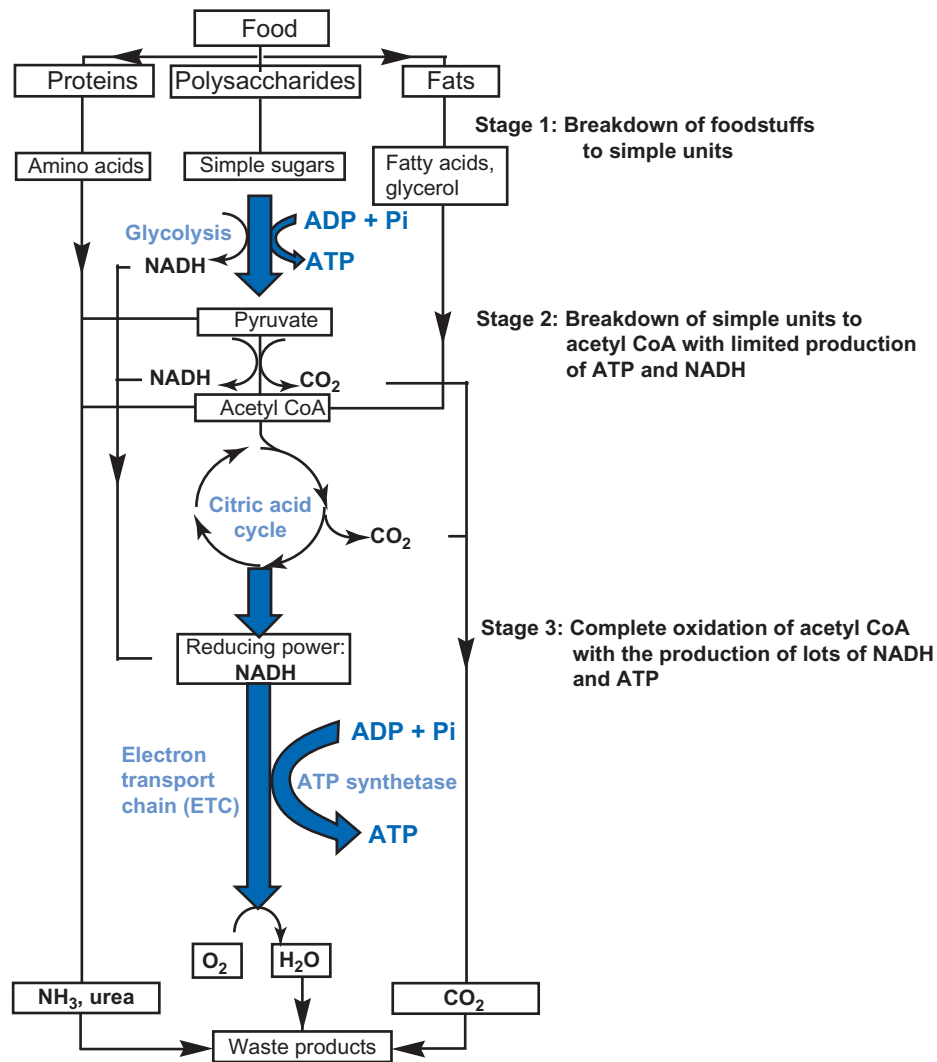 Food
Proteins
Polysaccharides
Fats
Stage 1: Breakdown of foodstuffs
to simple units
Amino acids
Simple sugars
Fatty acids,
glycerol
Glycolysis
ADP + Pi
ATP
NADH
Pyruvate
Stage 2: Breakdown of simple units to
acetyl CoA with limited production
of ATP and NADH
NADH
CO₂
Acetyl CoA
Citric acid
cycle
CO₂
Stage 3: Complete oxidation of acetyl CoA
with the production of lots of NADH
and ATP
Reducing power:
NADH
ADP + Pi
Electron
transport
chain (ETC)
ATP synthetase
ATP
O₂
H₂O
NH₃, urea
CO₂
Waste products